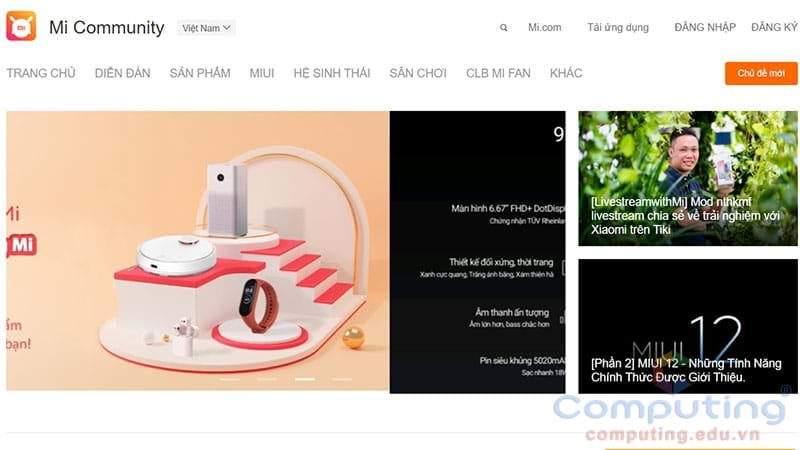 Mi Community
Việt Nam
Mi.com
Tải ứng dụng
ĐĂNG NHẬP
ĐĂNG KÝ
TRANG CHỦ
DIỄN ĐÀN
SẢN PHẨM
MIUI
HỆ SINH THÁI
SÂN CHƠI
CLB MI FAN
KHÁC
Chủ đề mới
Mi
Mi
bạn!
9
Màn hình 6.67" FHD+ DotDispl
Chứng nhận TÜV Rheinlan
Thiết kế đối xứng, thời trang
Xanh cực quang, Trắng ánh băng, Xám thiên hà
Âm thanh ấn tượng
Âm lớn hơn, bass chắc hơn
Pin siêu khủng 5020mAh
Sạc nhanh 18W
[LivestreamwithMi] Mod nthkmf
livestream chia sẻ về trải nghiệm với
Xiaomi trên Tiki
MIUI 12
[Phần 2] MIUI 12 - Những Tính Năng
Chính Thức Được Giới Thiệu.
Computing®
computing.edu.vn